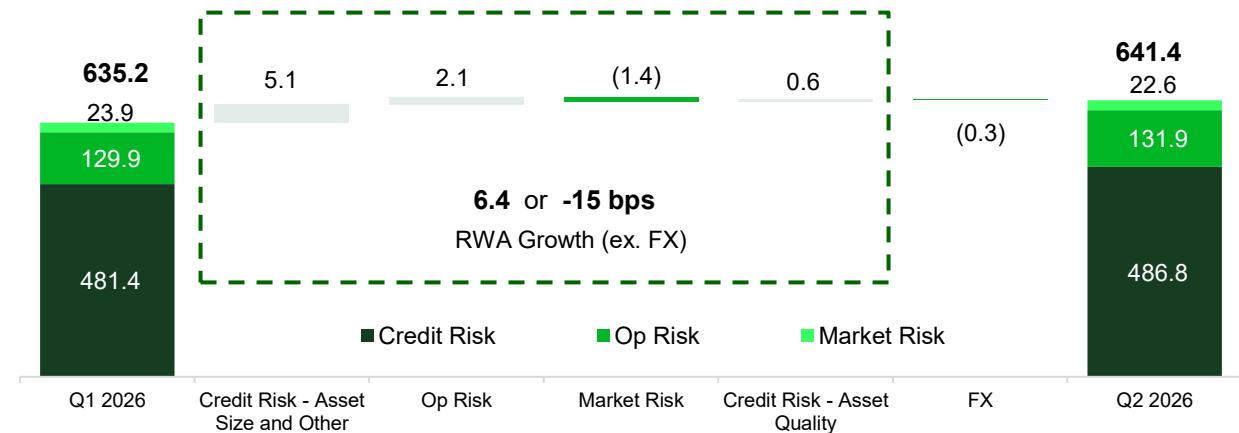 635.2
23.9
129.9
481.4
5.1
2.1
(1.4)
0.6
(0.3)
6.4 or -15 bps
RWA Growth (ex. FX)
641.4
22.6
131.9
486.8
Credit Risk
Op Risk
Market Risk
Q1 2026
Credit Risk - Asset
Size and Other
Op Risk
Market Risk
Credit Risk - Asset
Quality
FX
Q2 2026